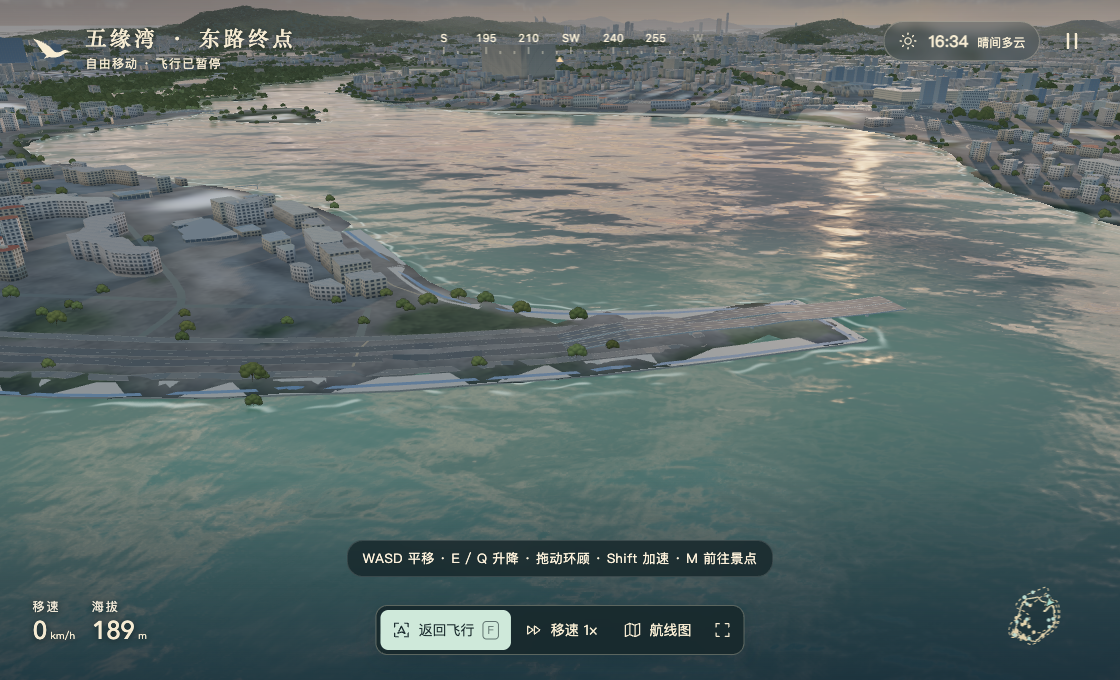 五缘湾 · 东路终点
自由移动 · 飞行已暂停
S 195 210 SW 240 255 W
16:34 晴间多云
WASD 平移 · E / Q 升降 · 拖动环顾 · Shift 加速 · M 前往景点
移速 海拔
0 km/h 189 m
返回飞行 F 移速 1× 航线图